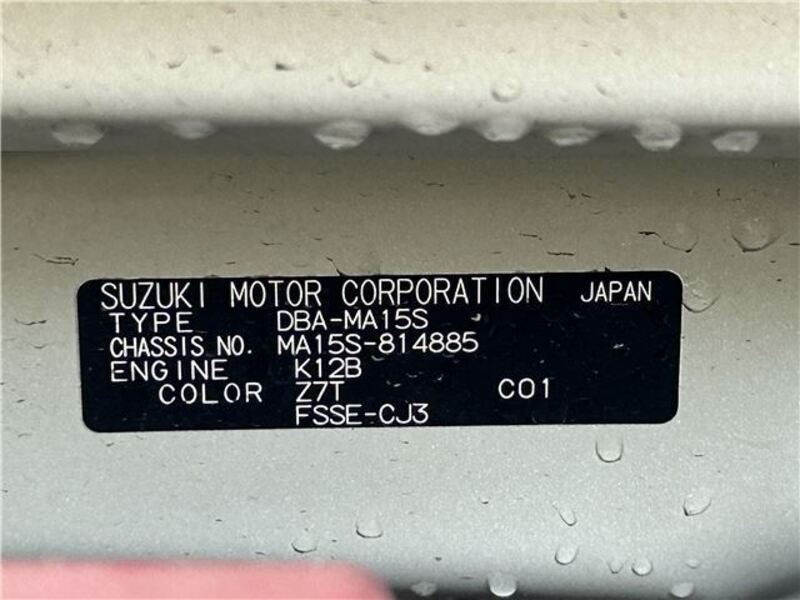 SUZUKI MOTOR CORPORATION JAPAN
TYPE DBA-MA15S
CHASSIS NO. MA15S-814885
ENGINE K12B
COLOR Z7T C01
FSSE-CJ3